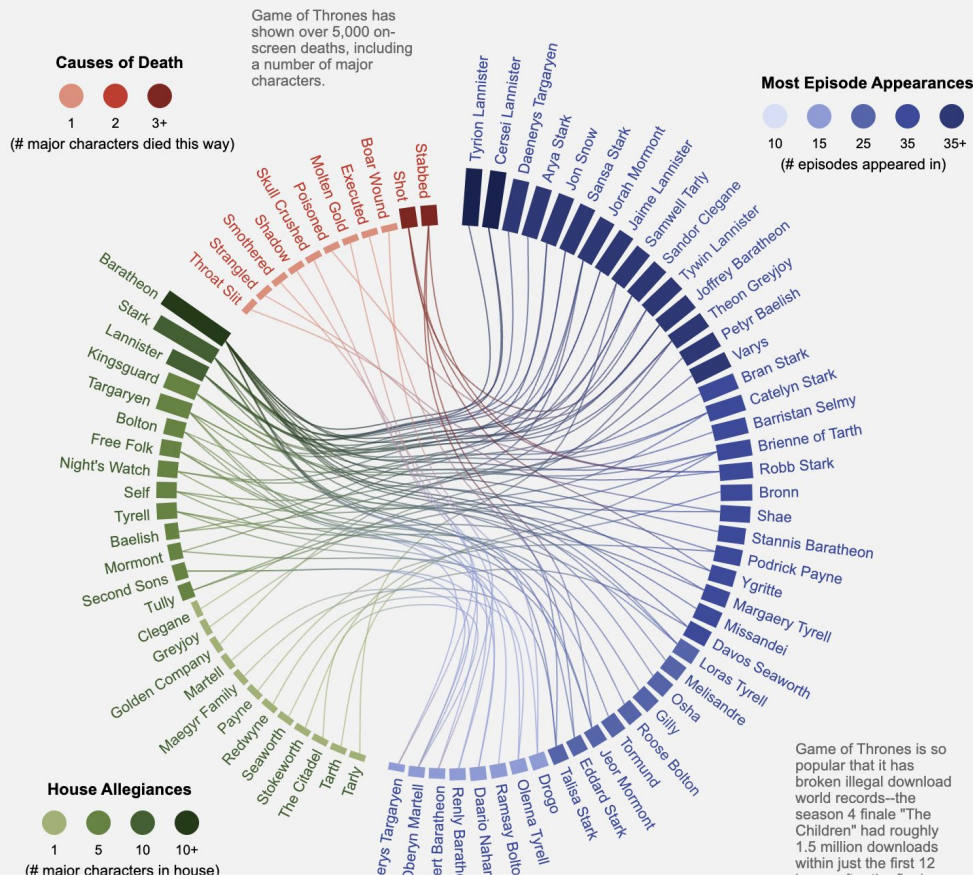 Game of Thrones has
shown over 5,000 on-
screen deaths, including
a number of major
characters.
Causes of Death
1 2 3+
(# major characters died this way)
Most Episode Appearances
10 15 25 35 35+
(# episodes appeared in)
Throat Slit
Strangled
Smothered
Shadow
Skull Crushed
Poisoned
Molten Gold
Executed
Boar Wound
Shot
Stabbed
Tyrion Lannister
Cersei Lannister
Daenerys Targaryen
Arya Stark
Jon Snow
Sansa Stark
Jorah Mormont
Jaime Lannister
Samwell Tarly
Sandor Clegane
Tywin Lannister
Joffrey Baratheon
Theon Greyjoy
Petyr Baelish
Varys
Bran Stark
Catelyn Stark
Barristan Selmy
Brienne of Tarth
Robb Stark
Bronn
Shae
Stannis Baratheon
Podrick Payne
Ygritte
Margaery Tyrell
Missandei
Davos Seaworth
Loras Tyrell
Melisandre
Osha
Gilly
Roose Bolton
Tormund
Jeor Mormont
Eddard Stark
Talisa Stark
Drogo
Olenna Tyrell
Ramsay Bolto
Daario Nahar
Renly Barath
ert Baratheon
Oberyn Martell
erys Targaryen
Baratheon
Stark
Lannister
Kingsguard
Targaryen
Bolton
Free Folk
Night's Watch
Self
Tyrell
Baelish
Mormont
Second Sons
Tully
Clegane
Greyjoy
Golden Company
Martell
Maegyr Family
Payne
Redwyne
Seaworth
Stokeworth
The Citadel
Tarth
Tarly
House Allegiances
1 5 10 10+
(# major characters in house)
Game of Thrones is so
popular that it has
broken illegal download
world records--the
season 4 finale "The
Children" had roughly
1.5 million downloads
within just the first 12